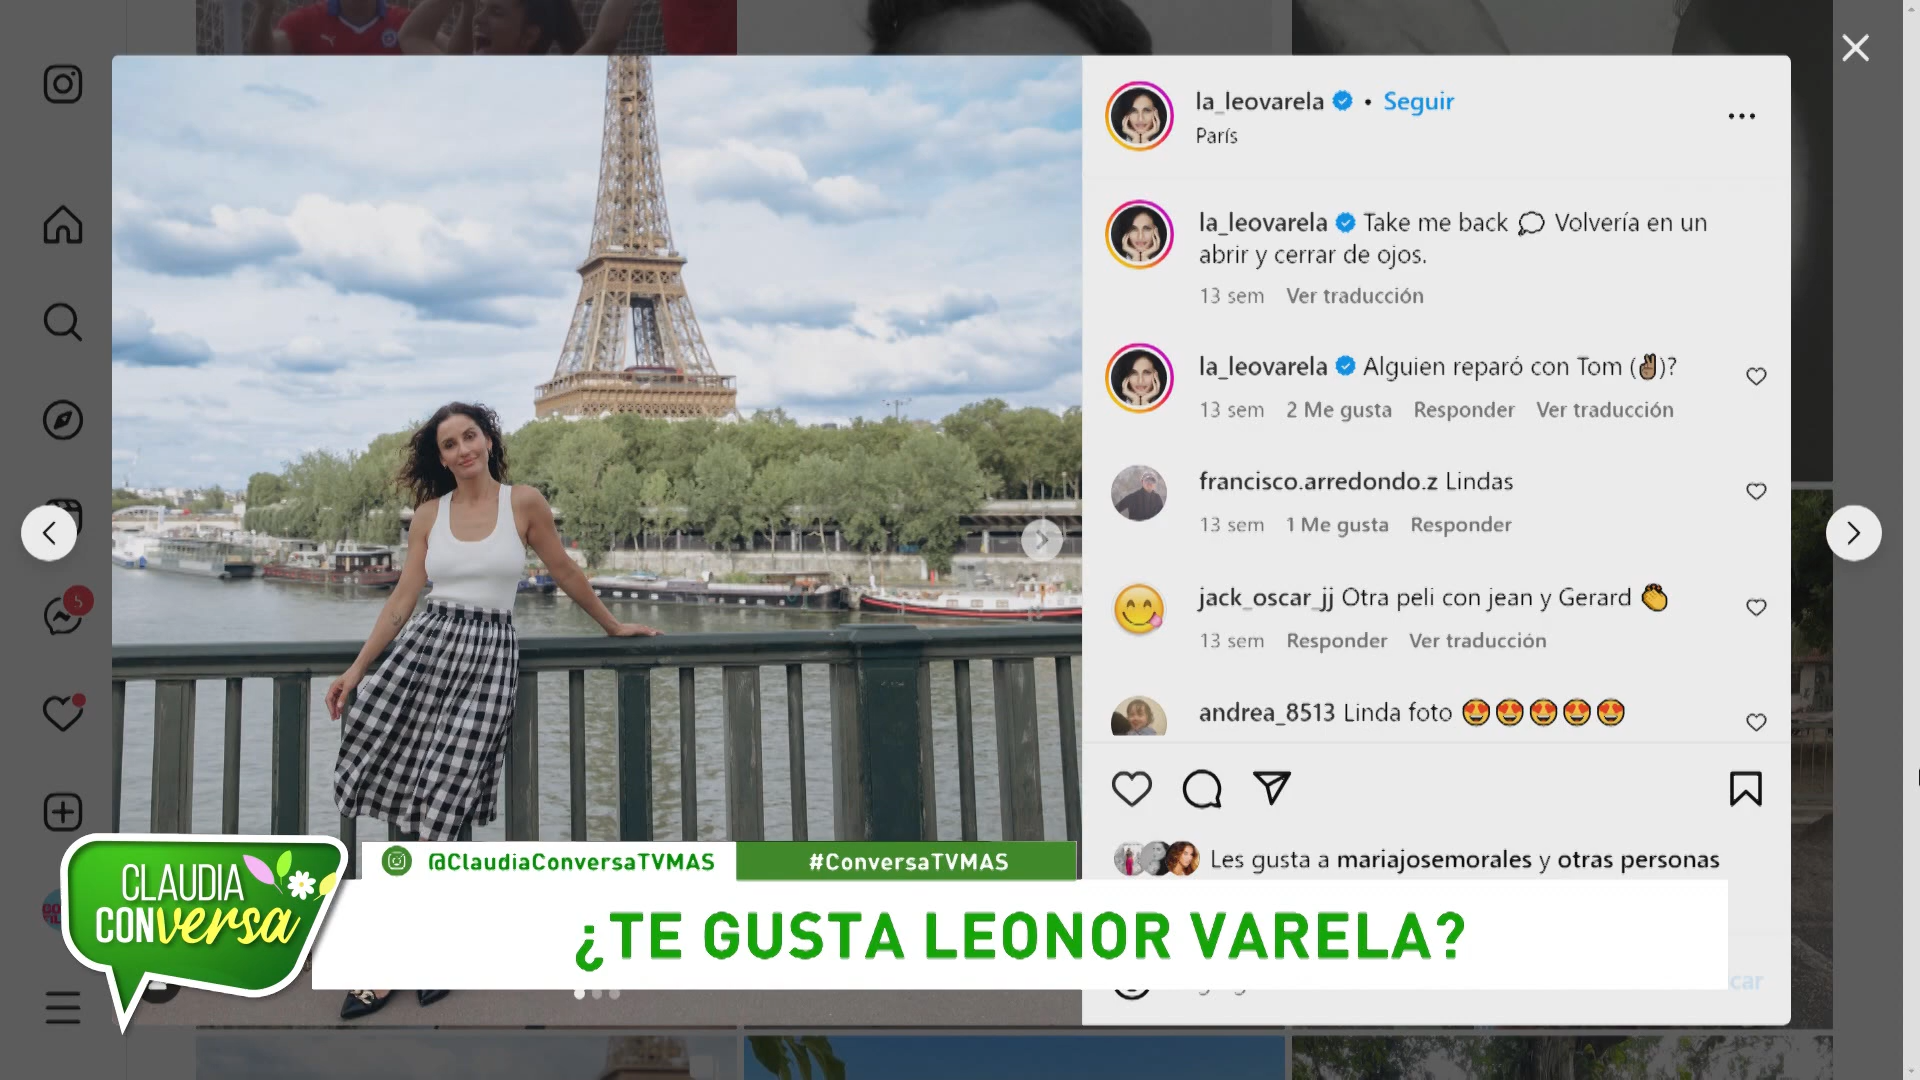 la_leovarela • Seguir
París
la_leovarela Take me back 💭 Volvería en un
abrir y cerrar de ojos.
13 sem Ver traducción
la_leovarela Alguien reparó con Tom (✌🏽)?
13 sem 2 Me gusta Responder Ver traducción
francisco.arredondo.z Lindas
13 sem 1 Me gusta Responder
jack_oscar_jj Otra peli con jean y Gerard 👏
13 sem Responder Ver traducción
andrea_8513 Linda foto 😍😍😍😍😍
5
Les gusta a mariajosemorales y otras personas
CLAUDIA
CONversa
@ClaudiaConversaTVMAS
#ConversaTVMAS
¿TE GUSTA LEONOR VARELA?